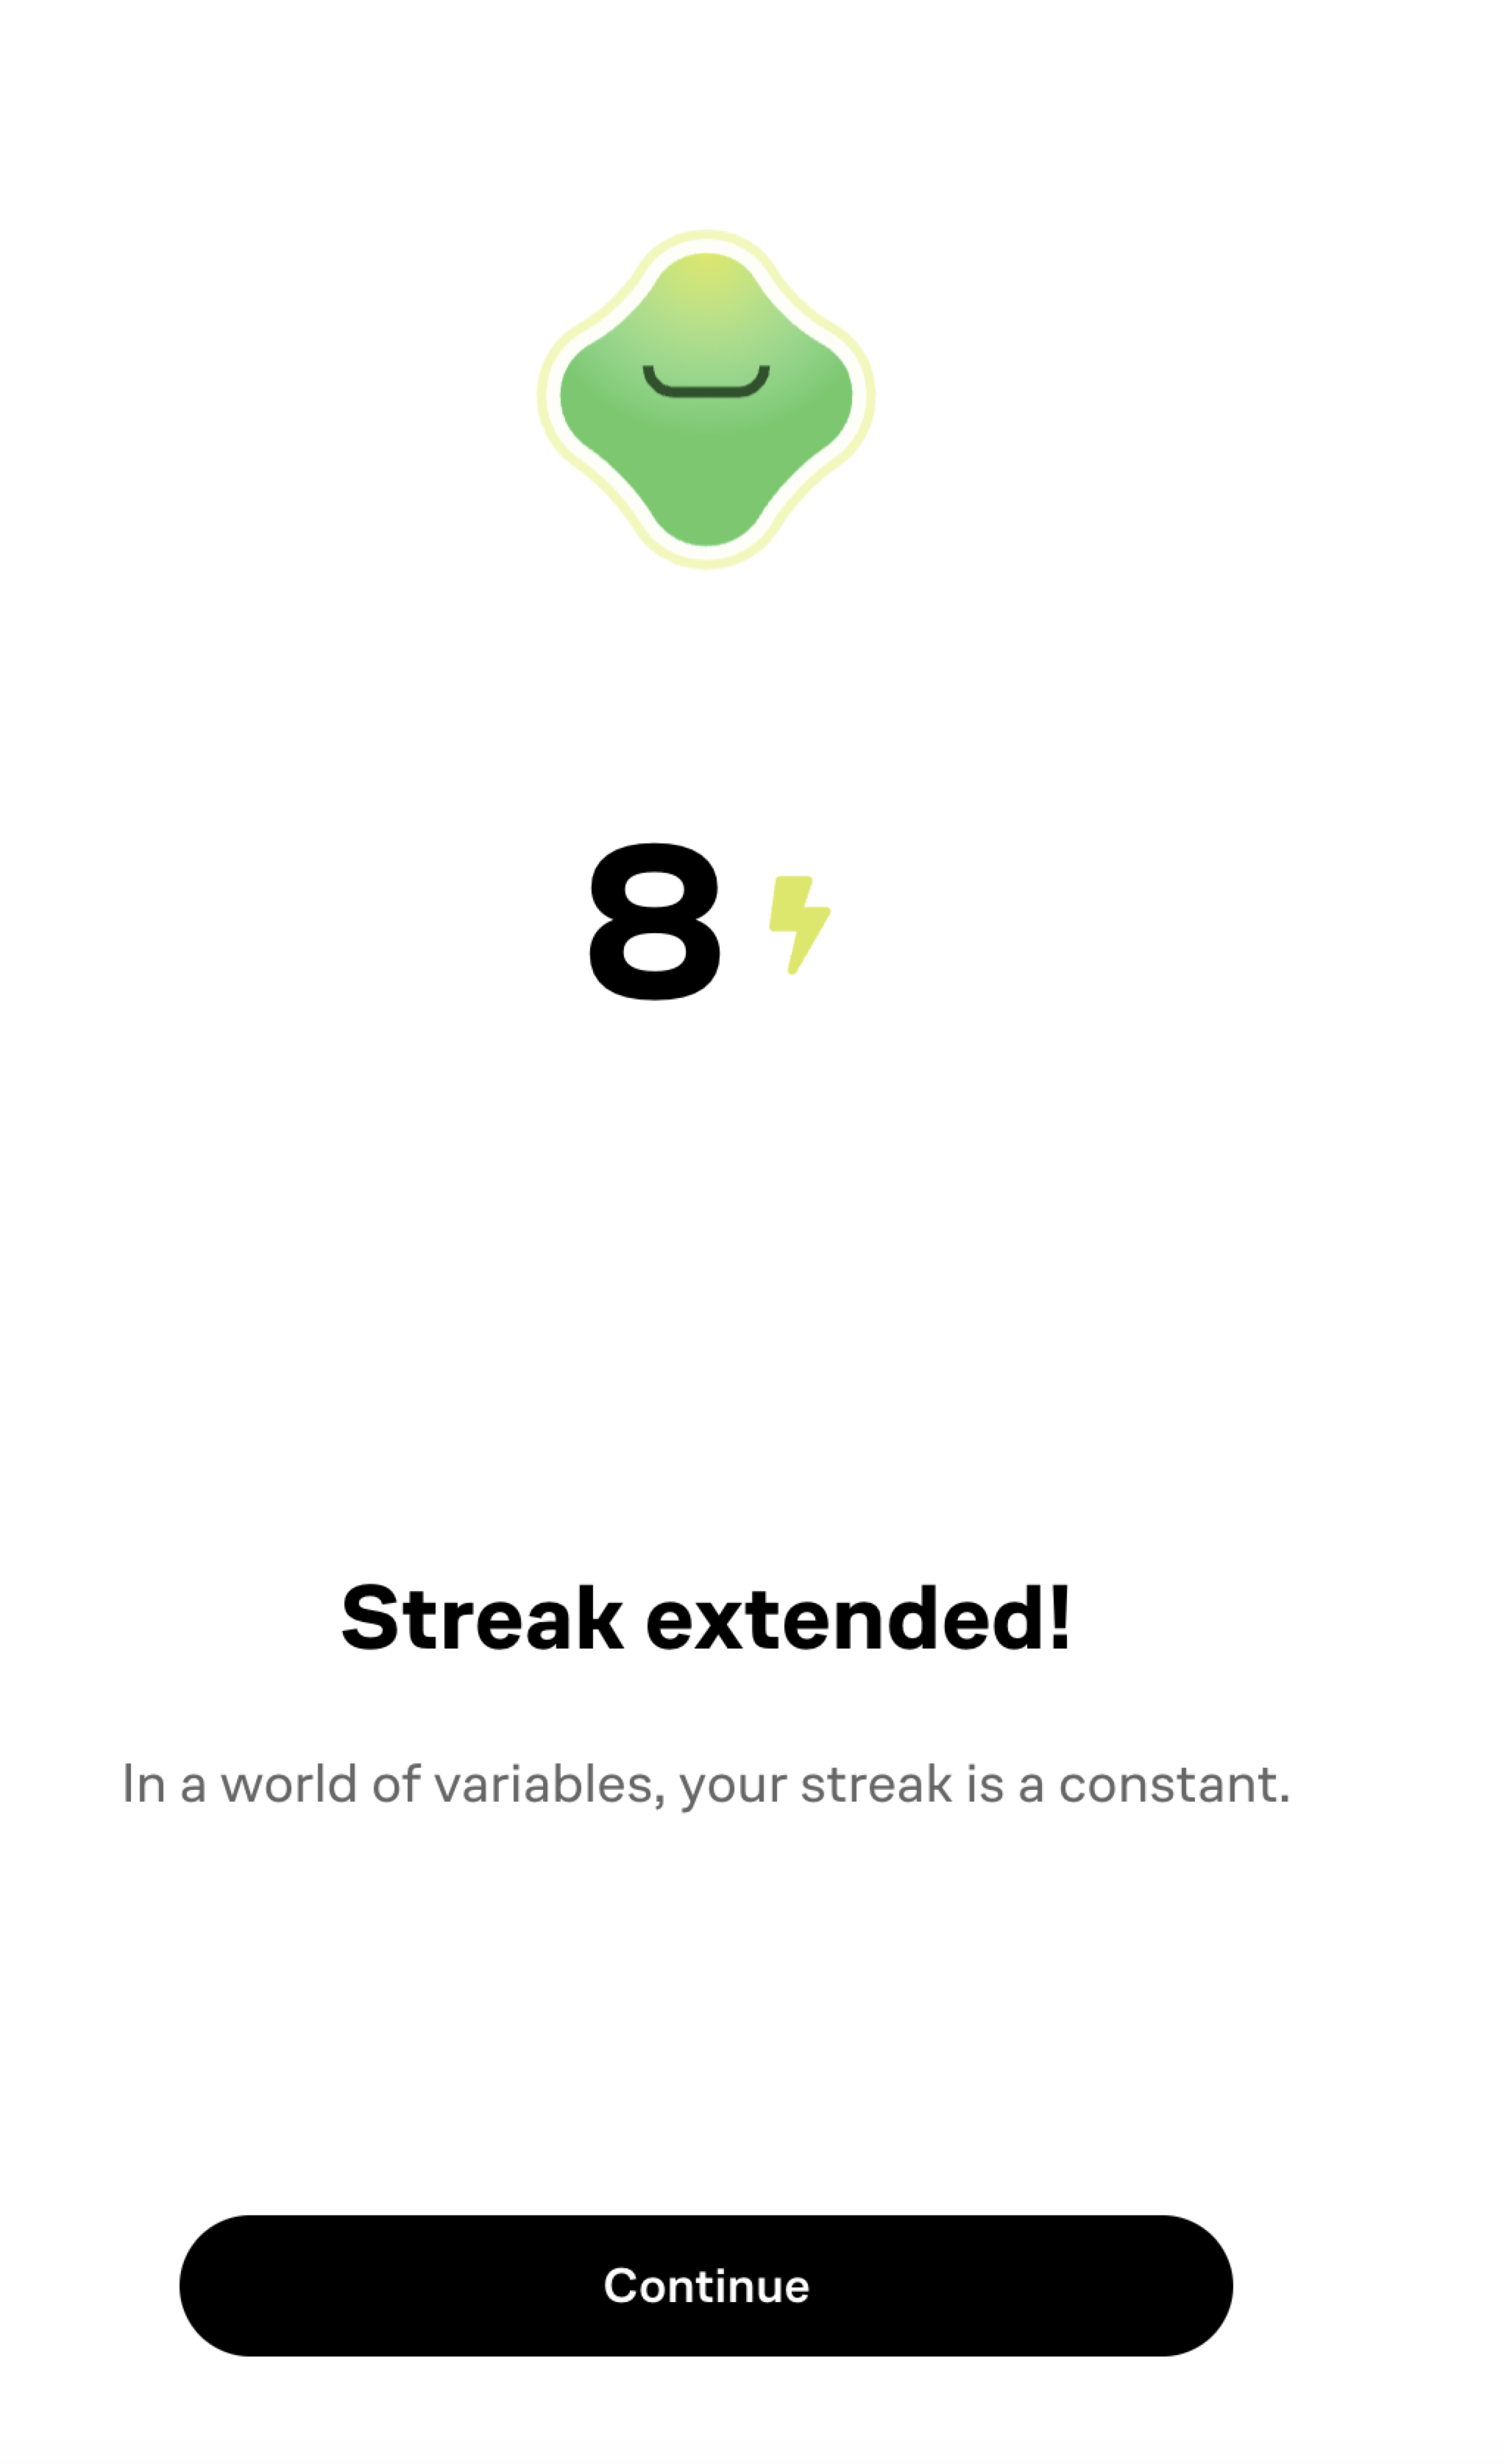 8
Streak extended!
In a world of variables, your streak is a constant.
Continue